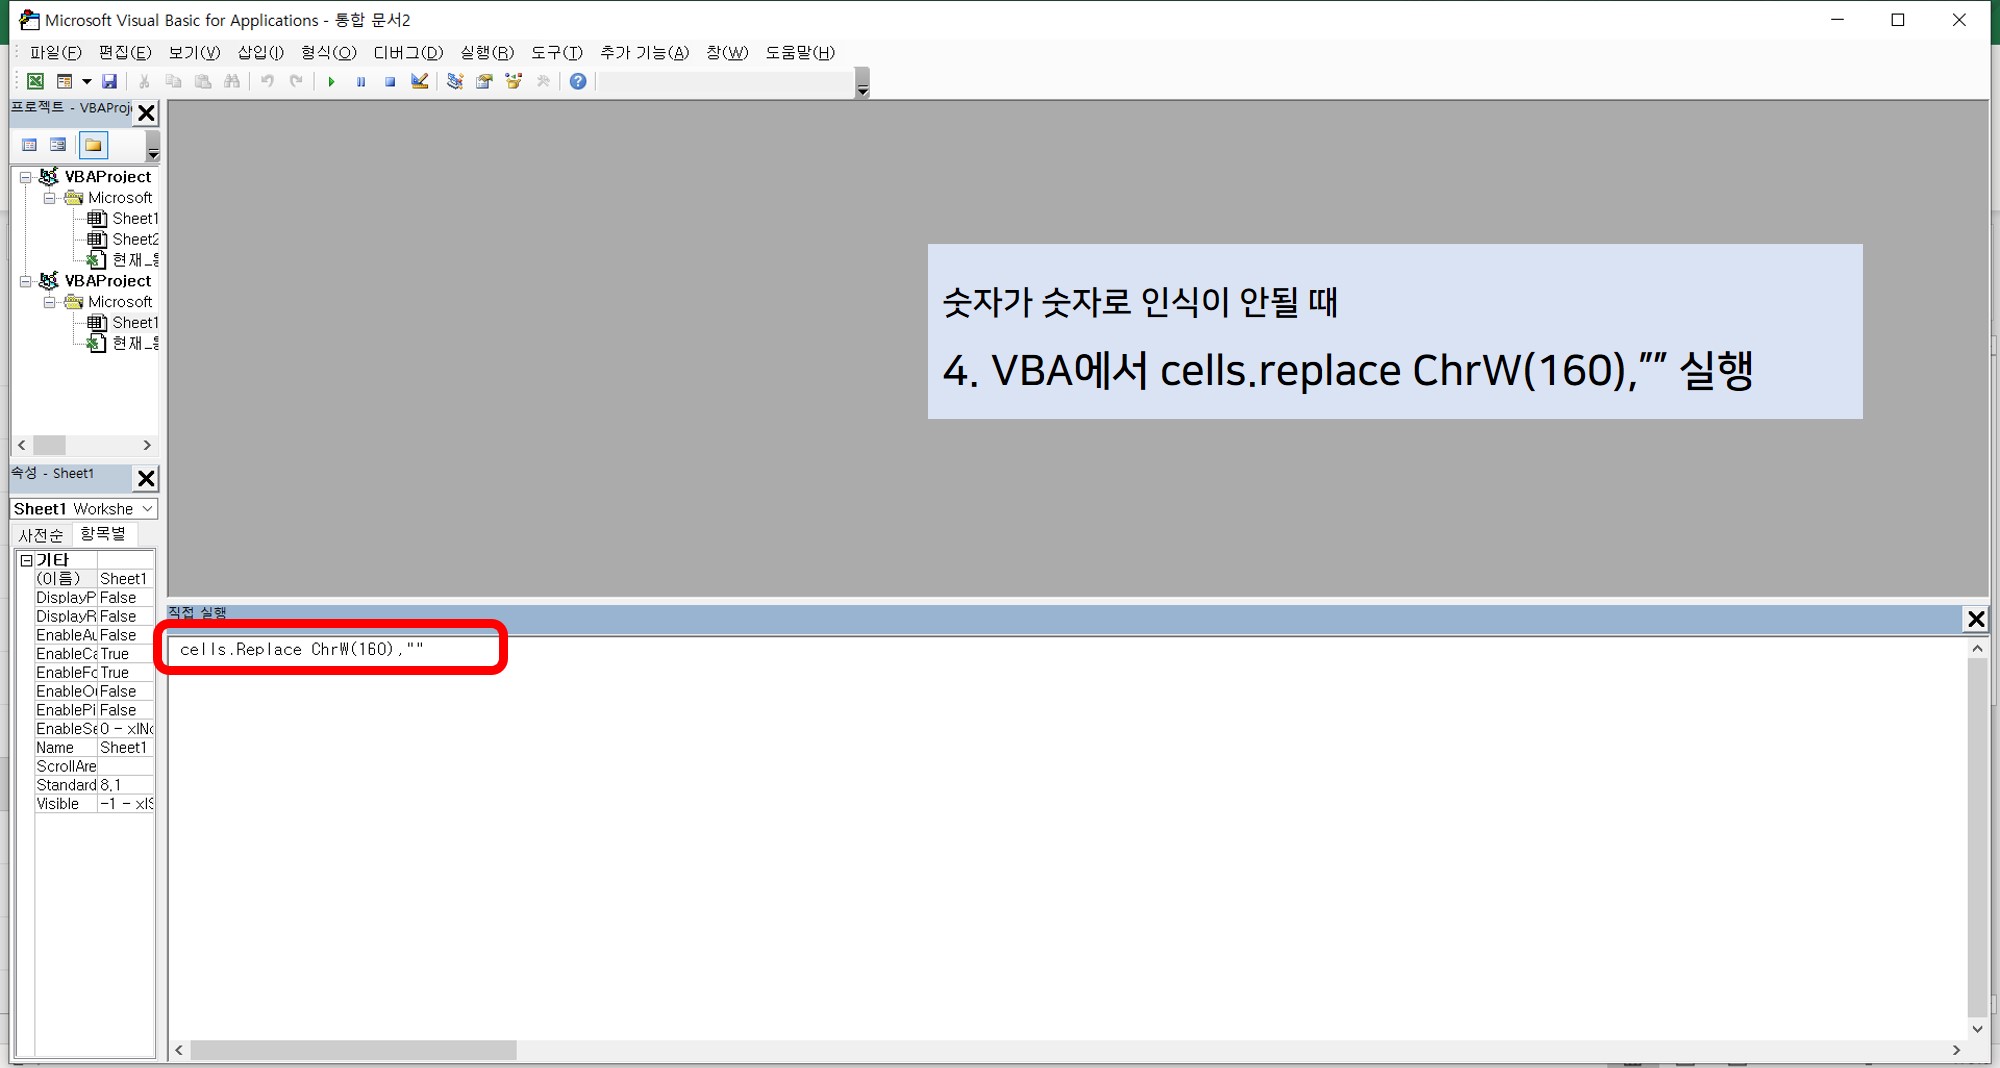 Microsoft Visual Basic for Applications - 통합 문서2
파일(F) 편집(E) 보기(V) 삽입(I) 형식(O) 디버그(D) 실행(R) 도구(T) 추가 기능(A) 창(W) 도움말(H)
프로젝트 - VBAProj
VBAProject
Microsoft
Sheet1
Sheet2
현재_통
VBAProject
Microsoft
Sheet1
현재_통
숫자가 숫자로 인식이 안될 때
4. VBA에서 cells.replace ChrW(160),”” 실행
속성 - Sheet1
Sheet1 Workshe
사전순 항목별
기타
(이름) Sheet1
DisplayP False
DisplayR False
EnableAu False
EnableCa True
EnableFo True
EnableOu False
EnablePi False
EnableSe 0 - xlNo
Name Sheet1
ScrollAre
Standard 8,1
Visible -1 - xlS
직접 실행
cells.Replace ChrW(160),""